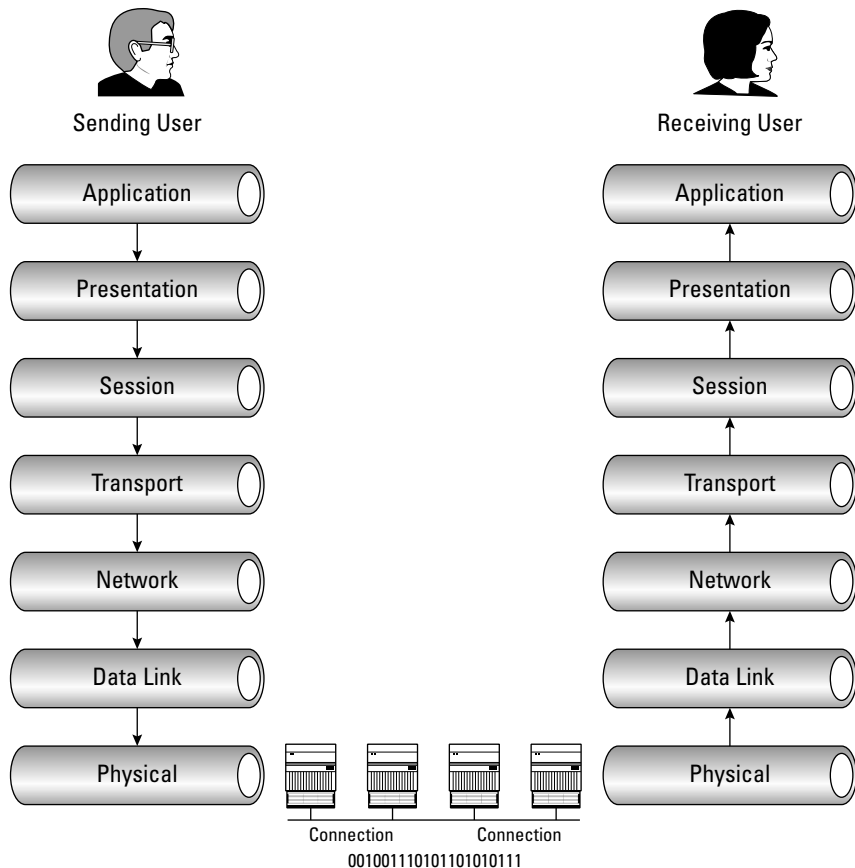 Sending User
Receiving User
Application
Application
Presentation
Presentation
Session
Session
Transport
Transport
Network
Network
Data Link
Data Link
Physical
Physical
Connection
Connection
0010011101011010101011